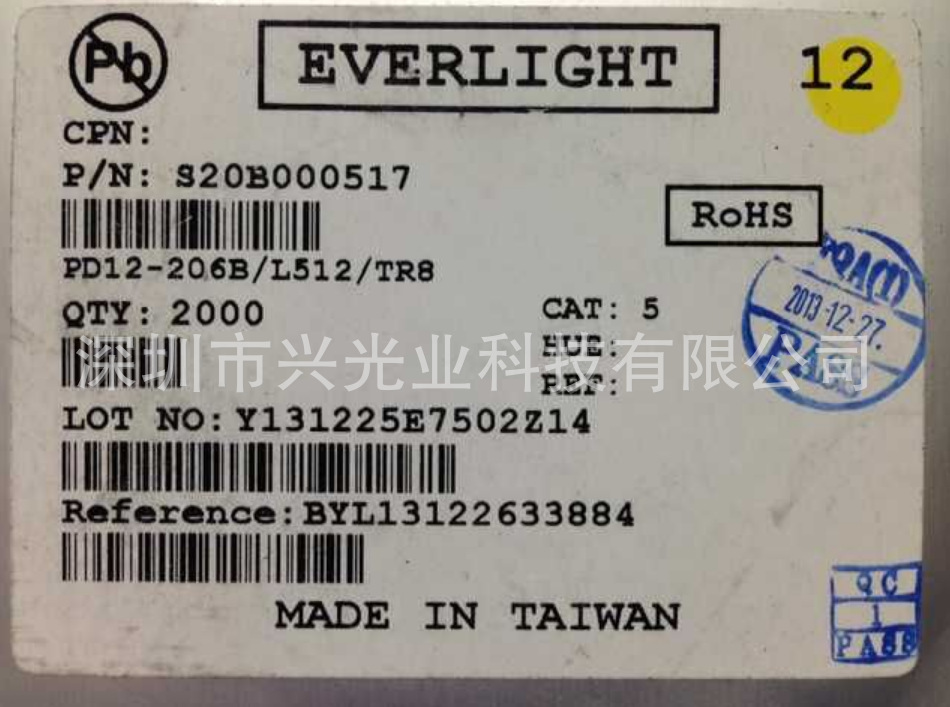 Pb
EVERLIGHT
12
CPN:
P/N: S20B000517
RoHS
PD12-206B/L512/TR8
QTY: 2000
CAT: 5
HUE:
REF:
2013-12-27
PASS
深圳市兴光业科技有限公司
LOT NO:Y131225E7502Z14
Reference:BYL13122633884
MADE IN TAIWAN
QC
1
PASS